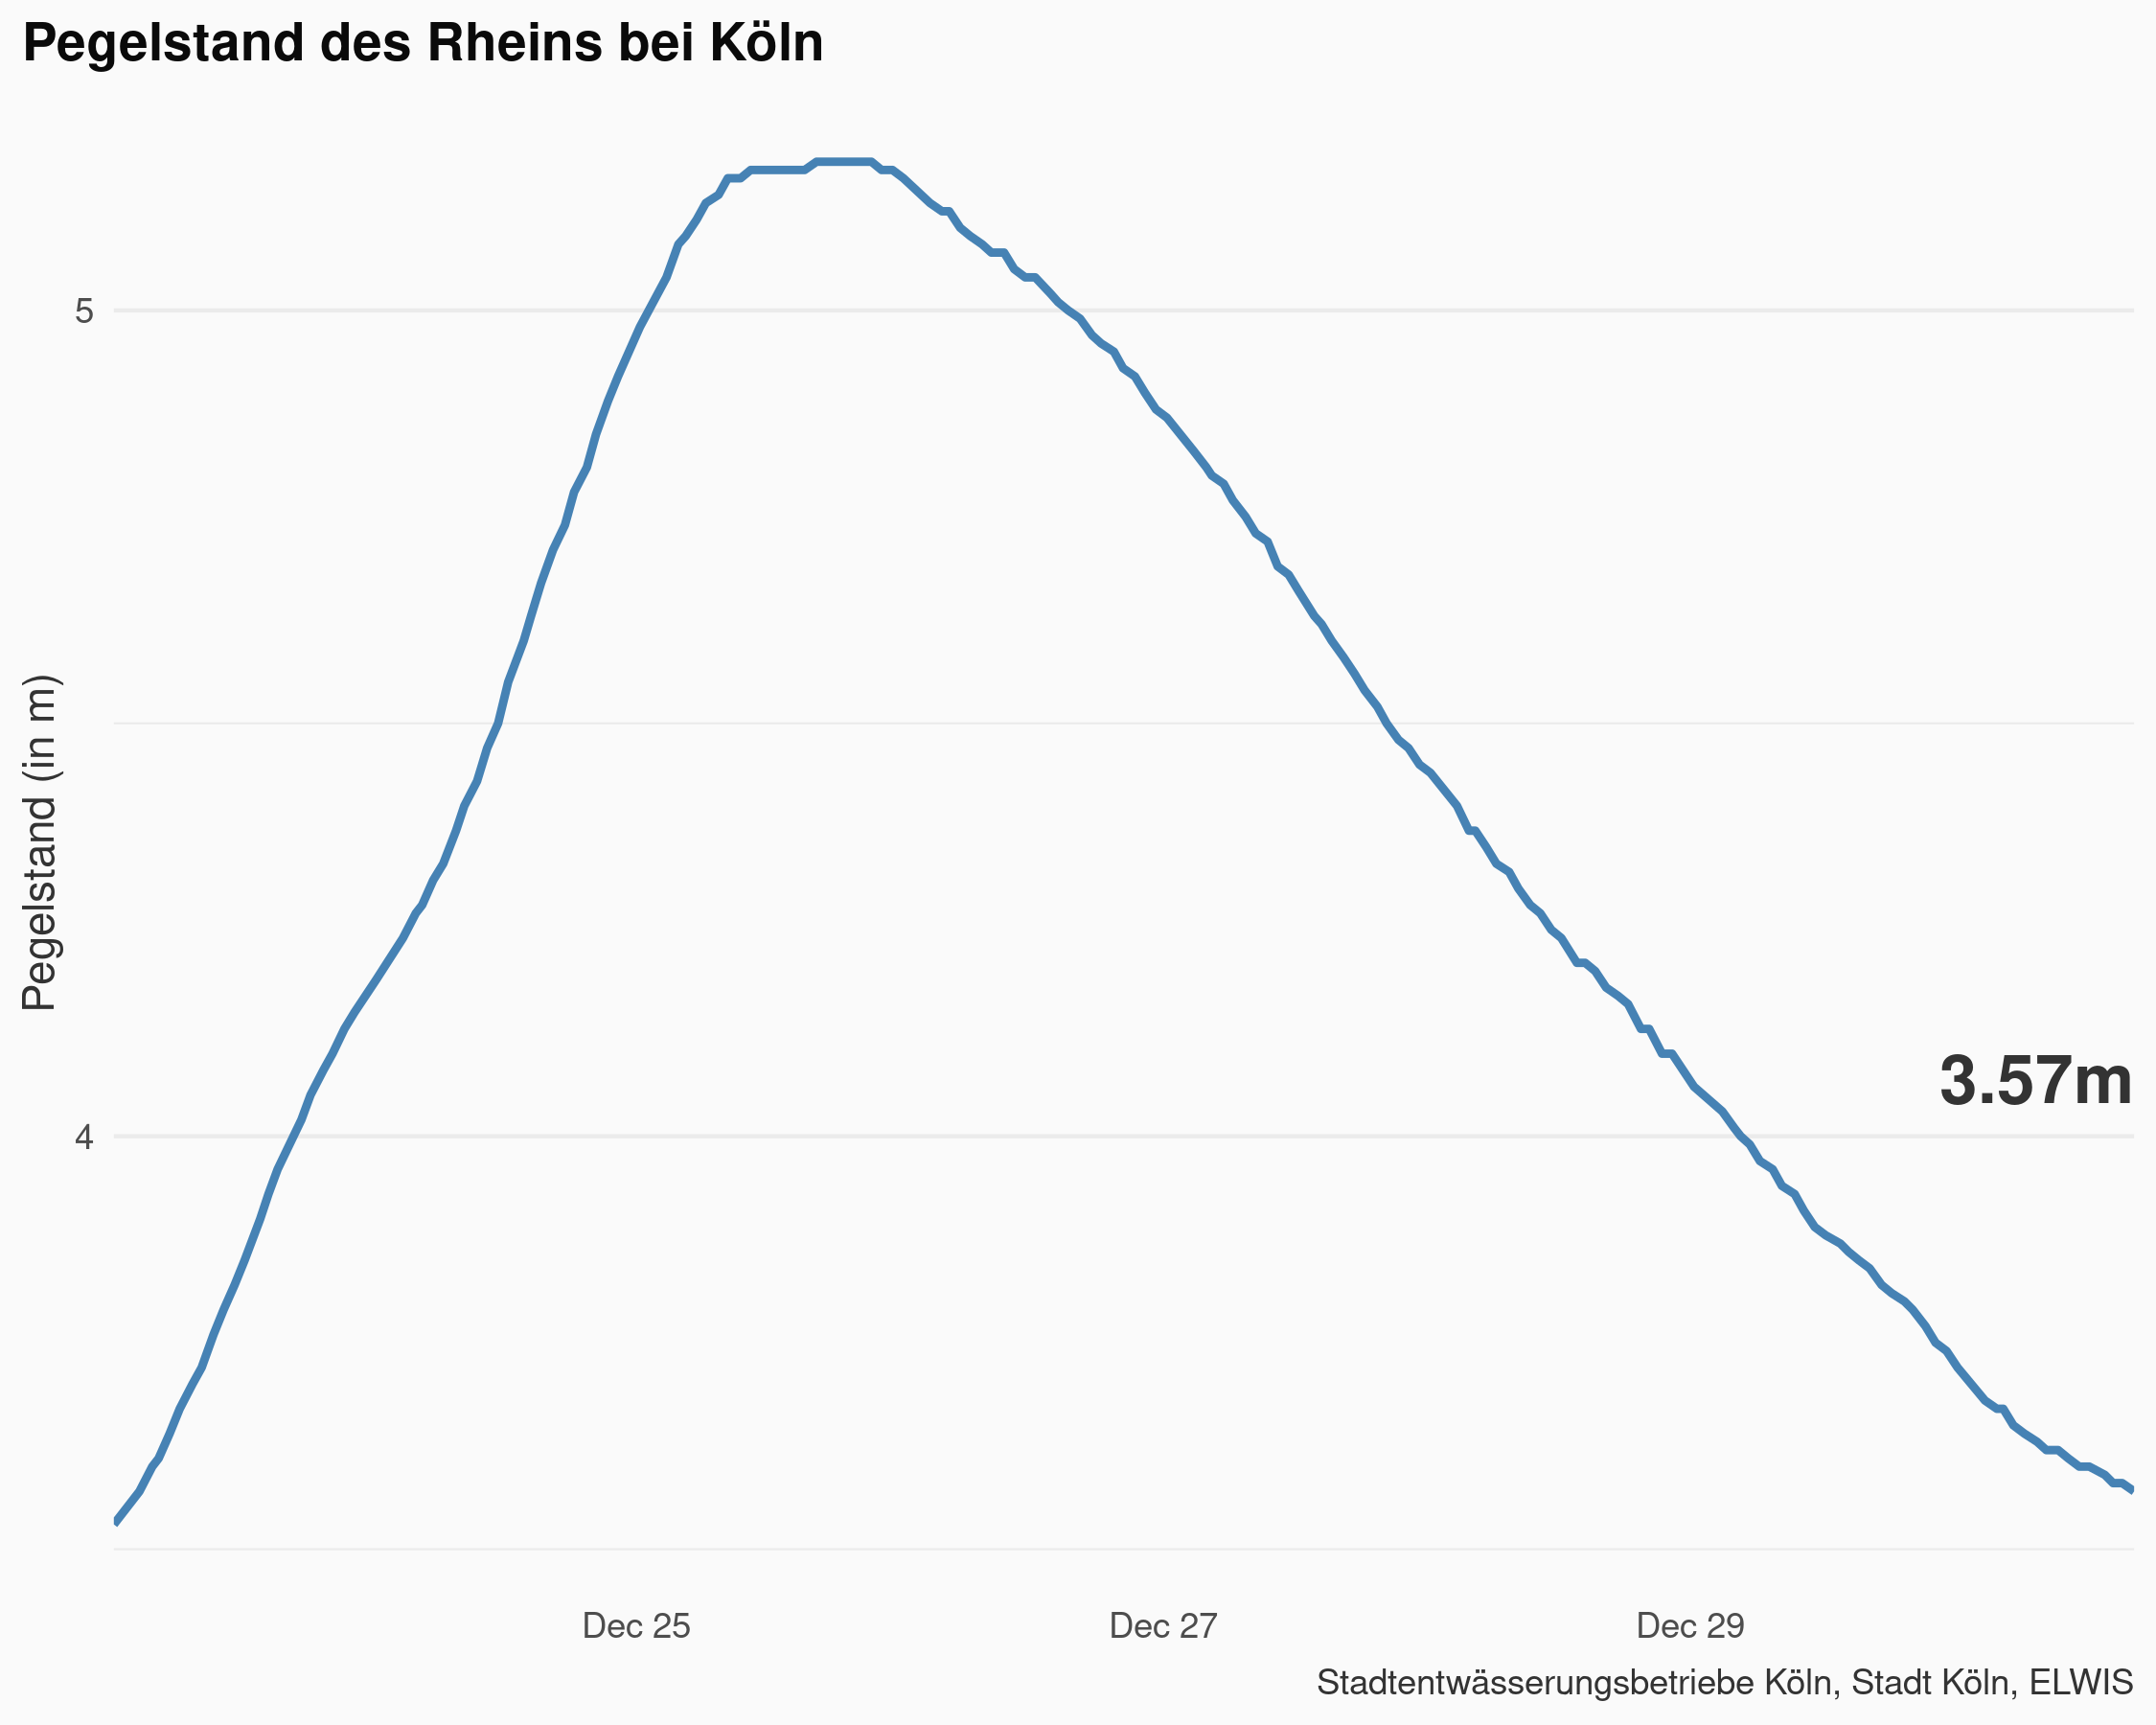 Pegelstand des Rheins bei Köln
Pegelstand (in m)
5
4
3.57m
Dec 25
Dec 27
Dec 29
Stadtentwässerungsbetriebe Köln, Stadt Köln, ELWIS